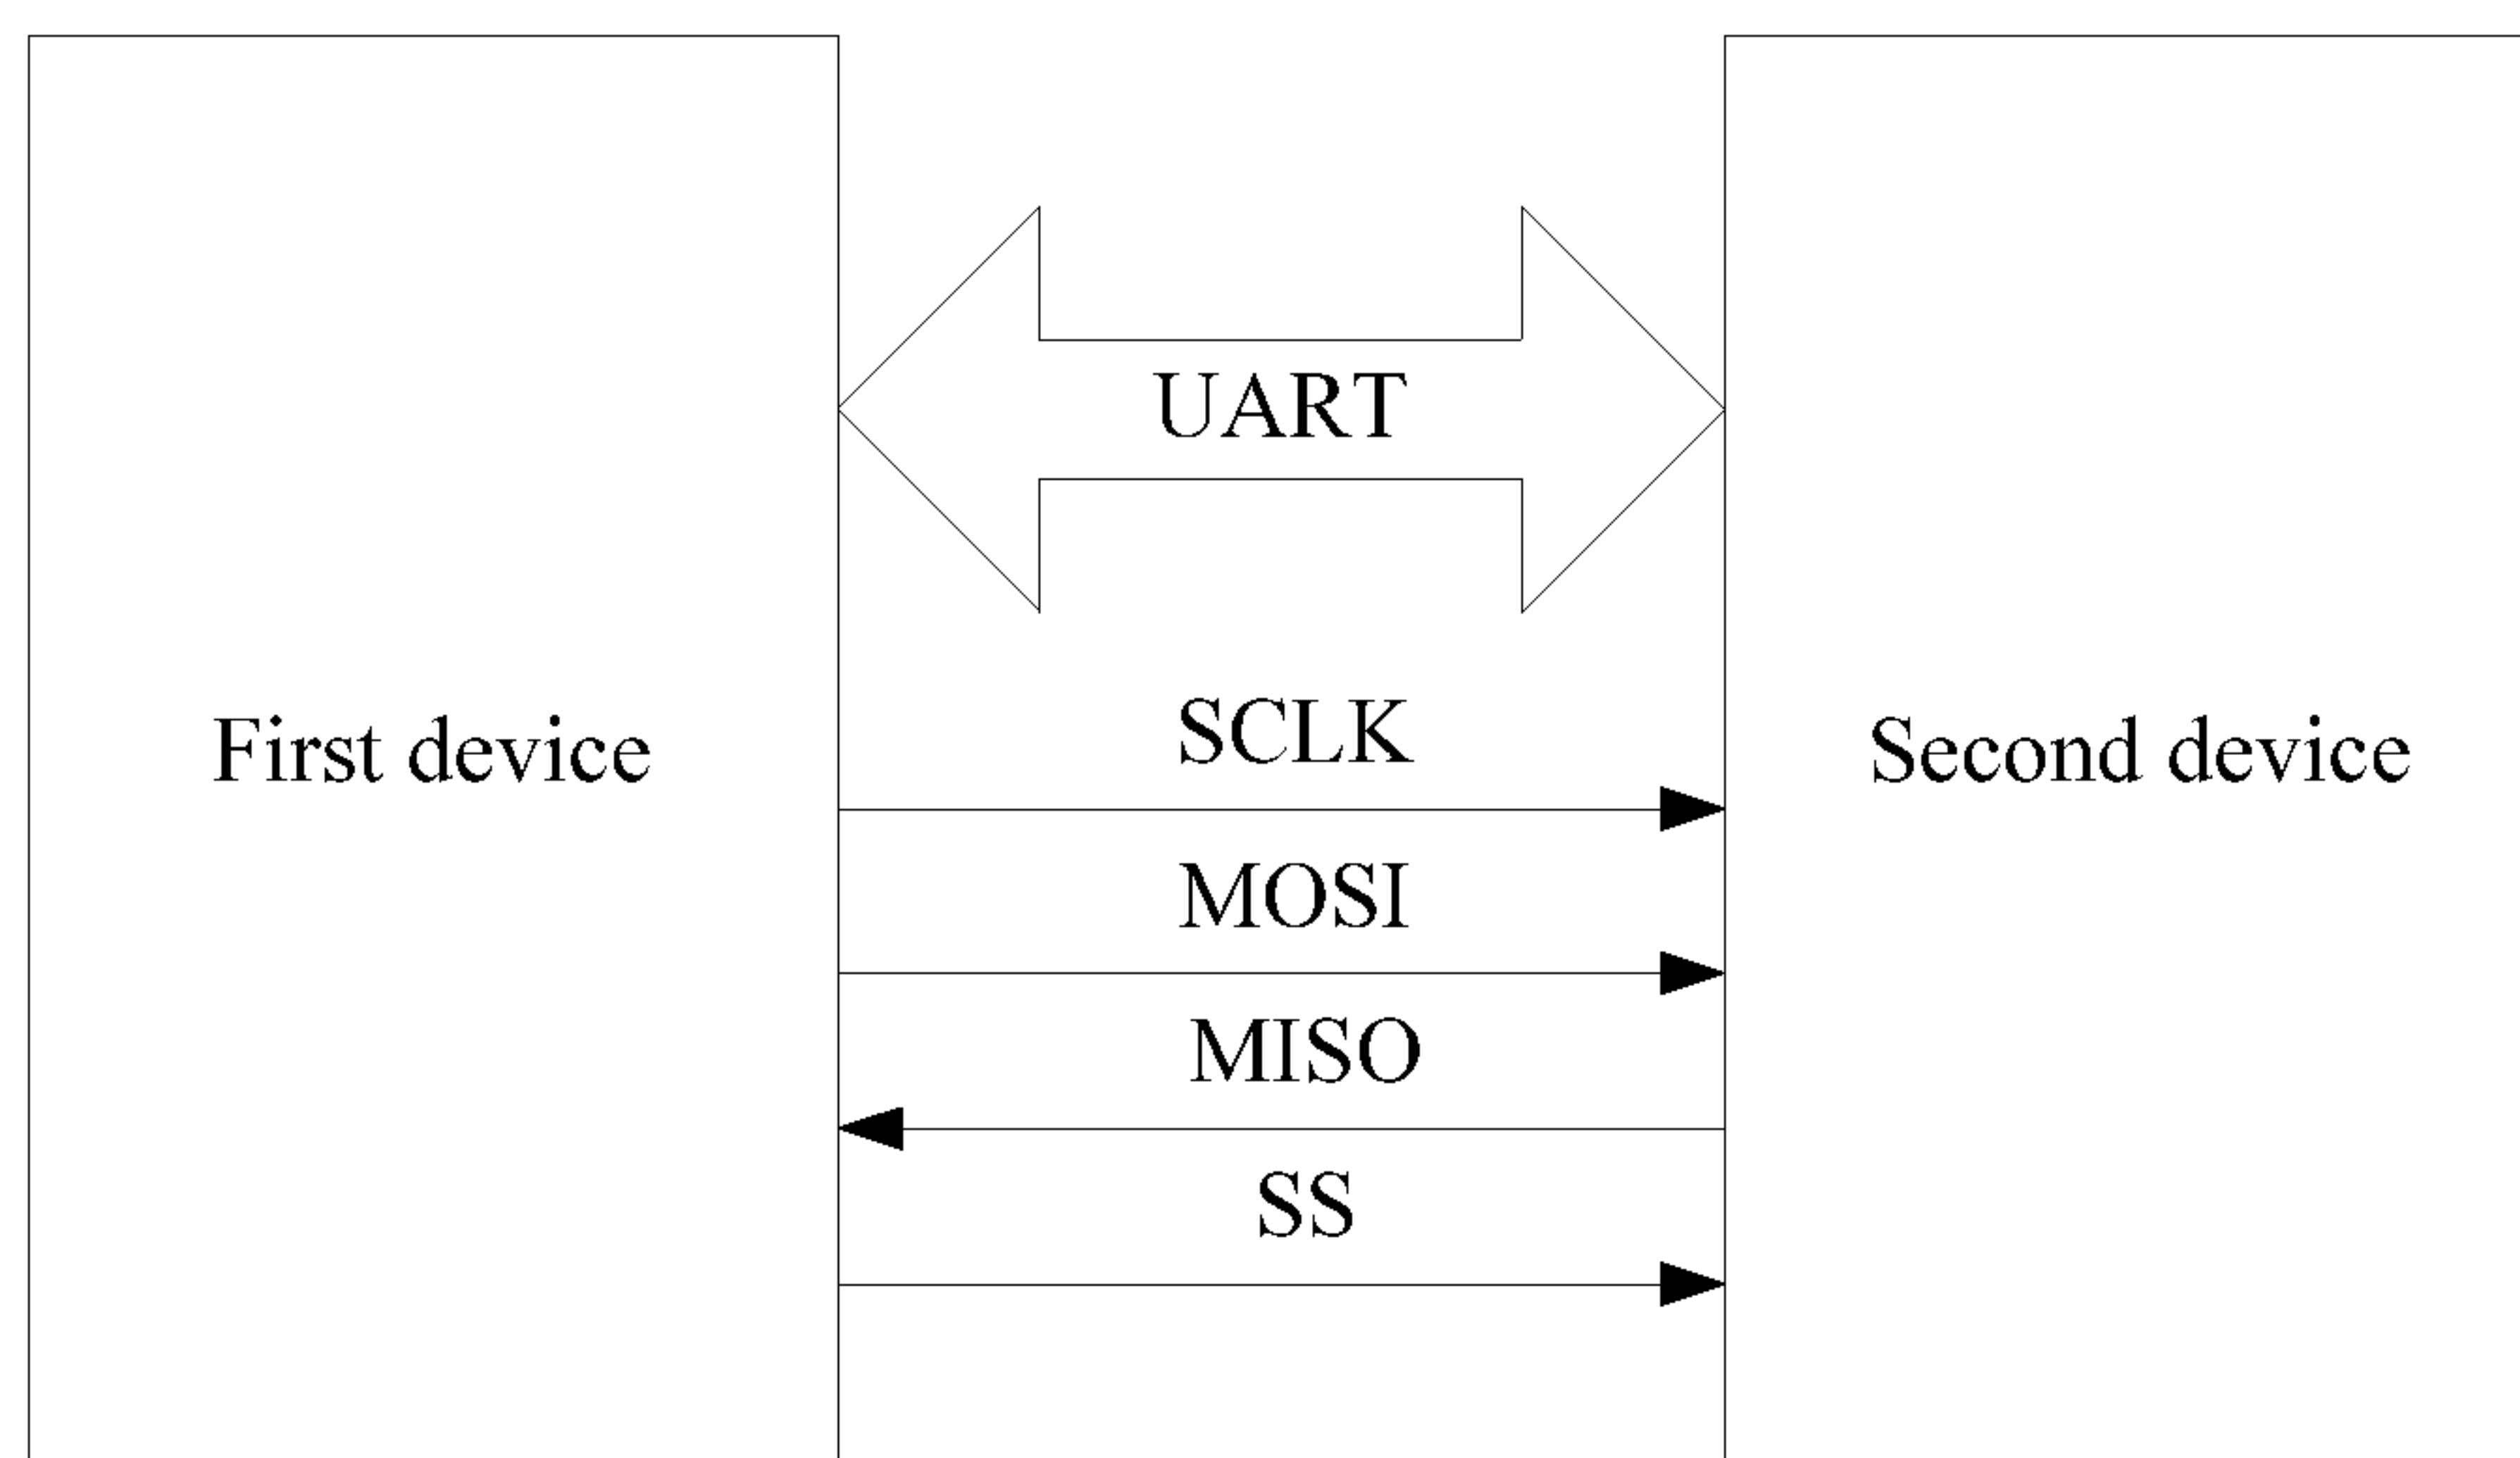 UART
First device
SCLK
Second device
MOSI
MISO
SS